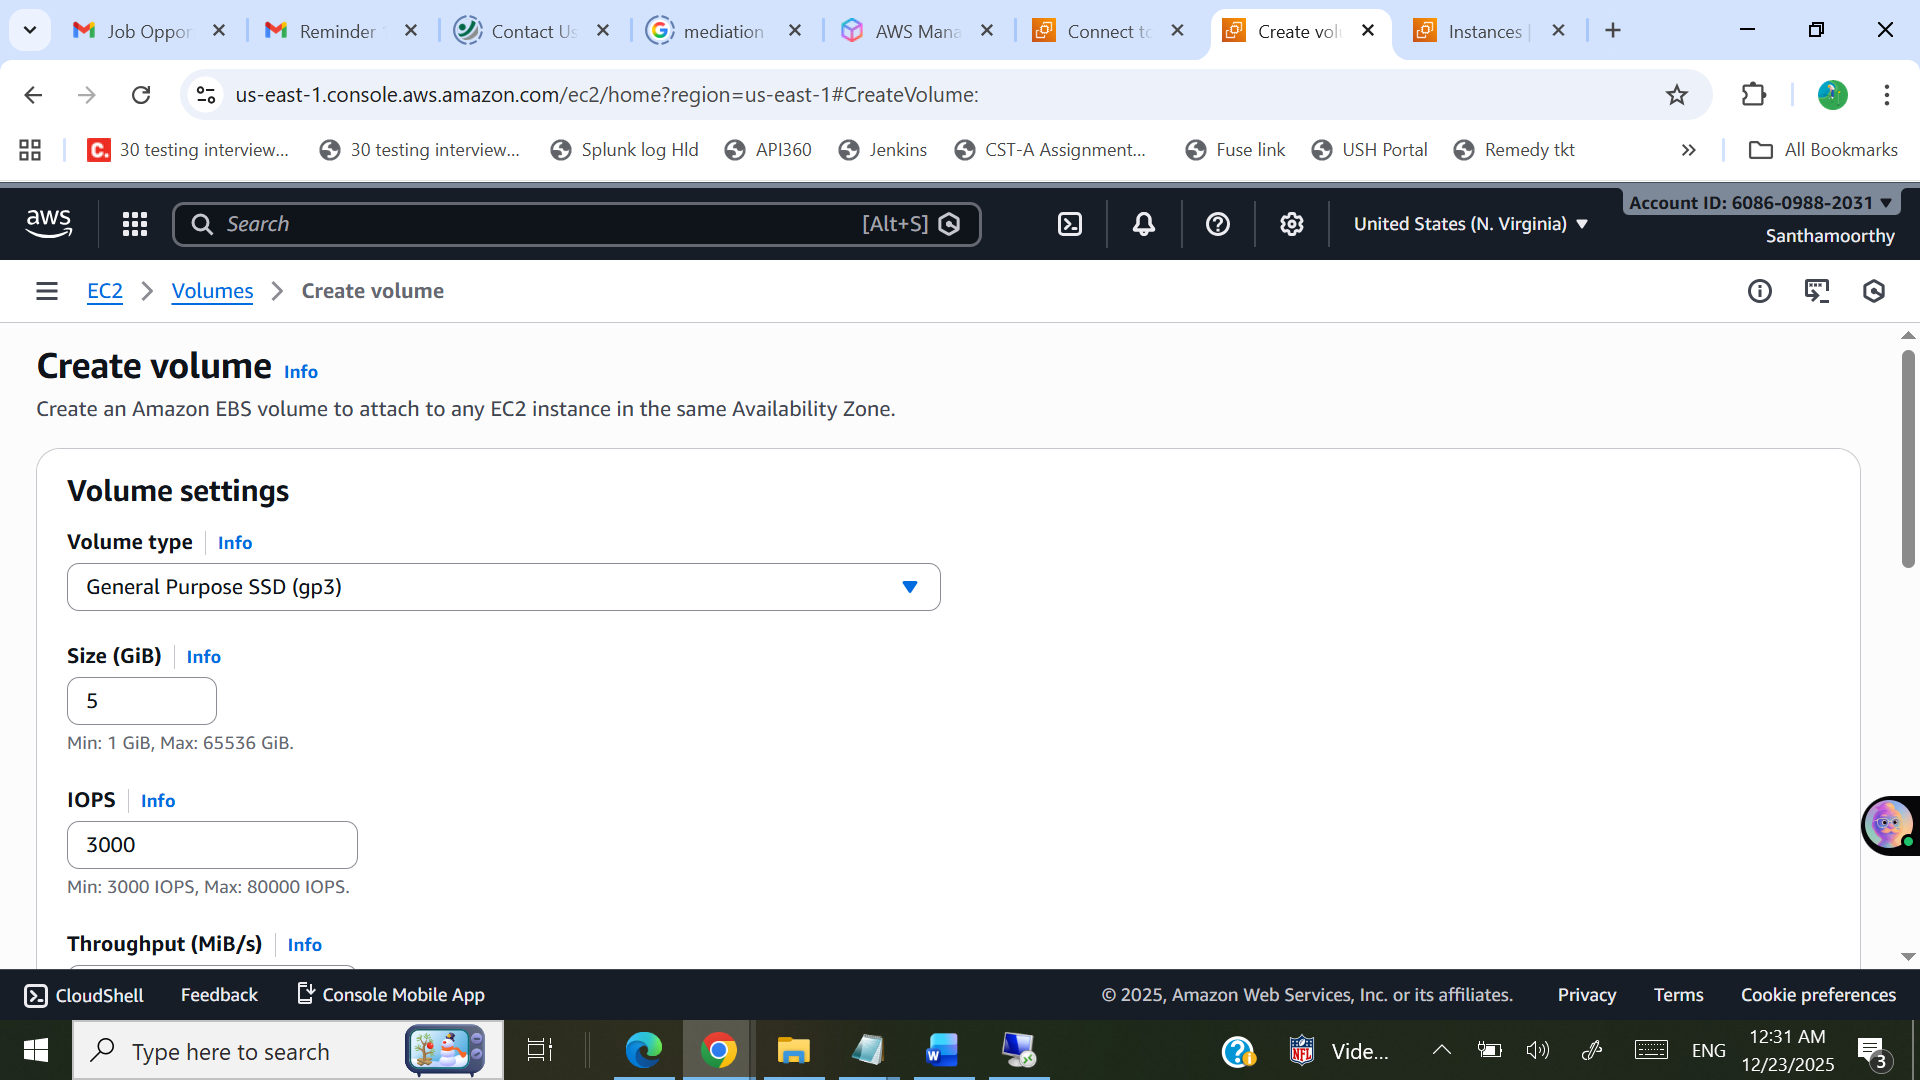 Job Oppor
Reminder
Contact Us
mediation
AWS Mana
Connect to
Create volu
Instances |
us-east-1.console.aws.amazon.com/ec2/home?region=us-east-1#CreateVolume:
30 testing interview...
30 testing interview...
Splunk log Hld
API360
Jenkins
CST-A Assignment...
Fuse link
USH Portal
Remedy tkt
»
All Bookmarks
aws
Search
[Alt+S]
United States (N. Virginia)
Account ID: 6086-0988-2031
Santhamoorthy
EC2
Volumes
Create volume
Create volume Info
Create an Amazon EBS volume to attach to any EC2 instance in the same Availability Zone.
Volume settings
Volume type Info
General Purpose SSD (gp3)
Size (GiB) Info
5
Min: 1 GiB, Max: 65536 GiB.
IOPS Info
3000
Min: 3000 IOPS, Max: 80000 IOPS.
Throughput (MiB/s) Info
CloudShell
Feedback
Console Mobile App
© 2025, Amazon Web Services, Inc. or its affiliates.
Privacy
Terms
Cookie preferences
Type here to search
Vide...
ENG
12:31 AM
12/23/2025
3